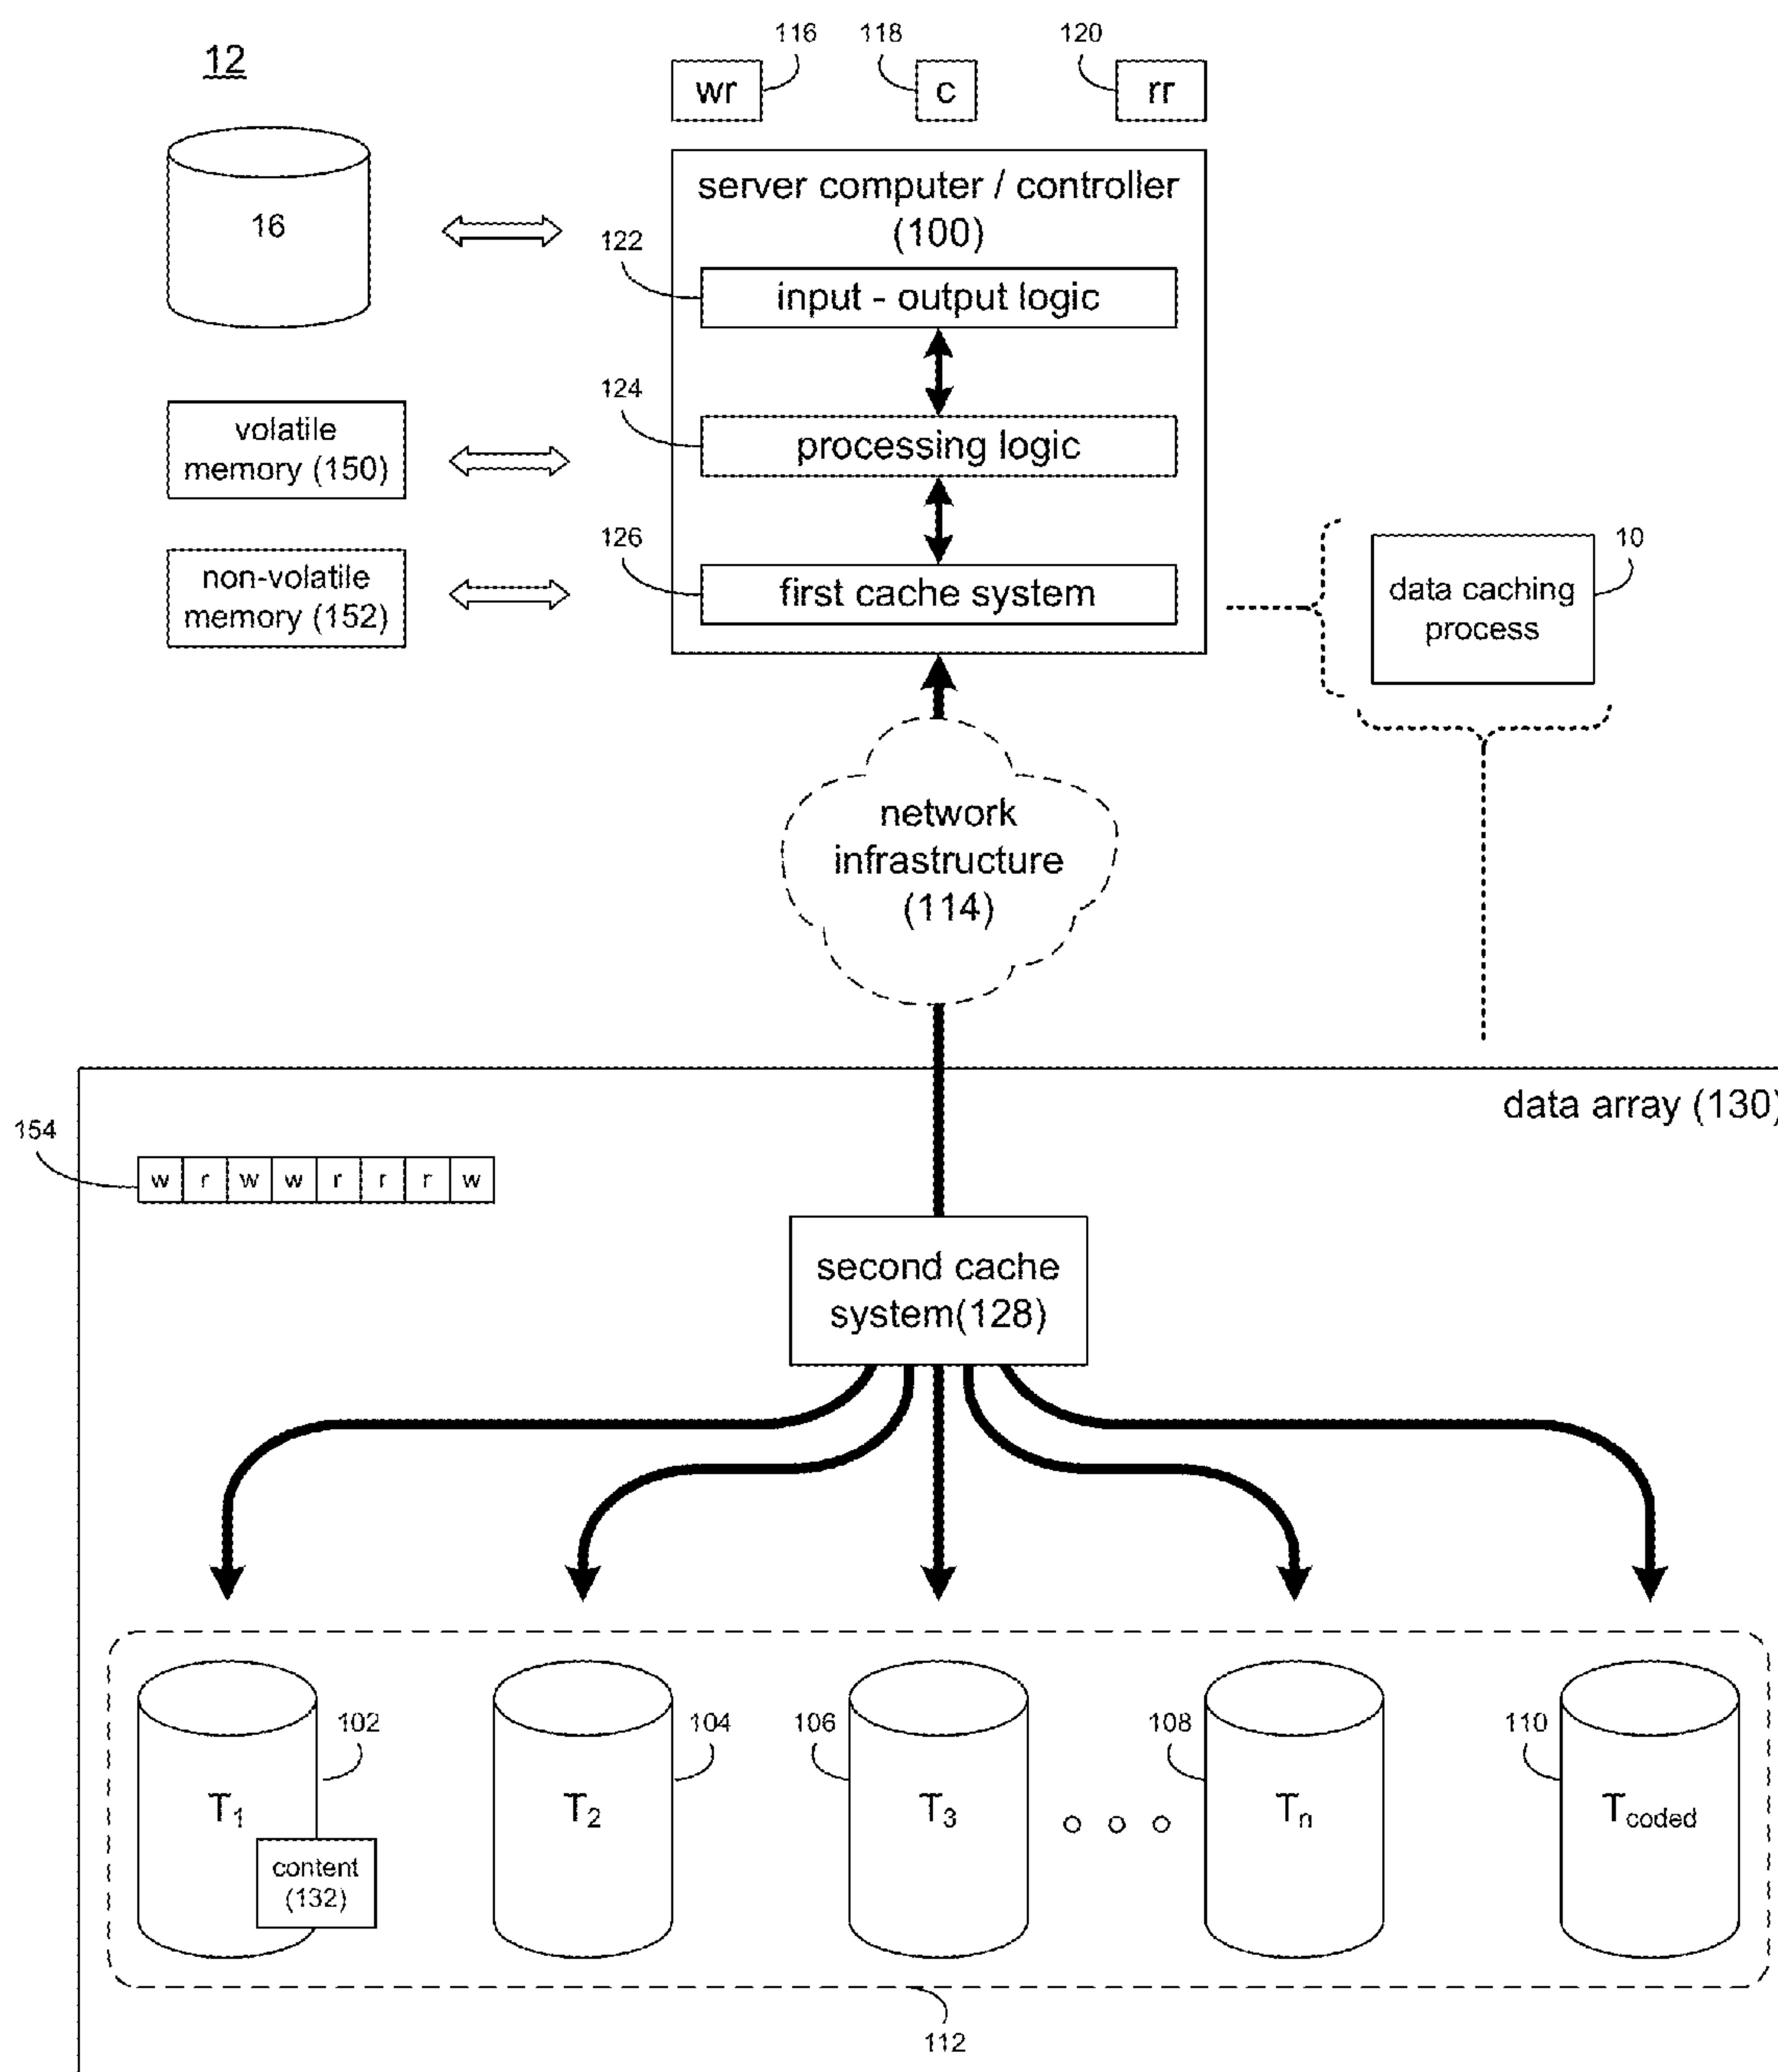 12
116
118
120
wr
c
rr
16
server computer / controller
(100)
122
input - output logic
124
processing logic
126
first cache system
volatile
memory (150)
non-volatile
memory (152)
10
data caching
process
network
infrastructure
(114)
data array (130)
154
w r w w r r r w
second cache
system(128)
102
104
106
108
110
T1
T2
T3
Tn
Tcoded
content
(132)
112